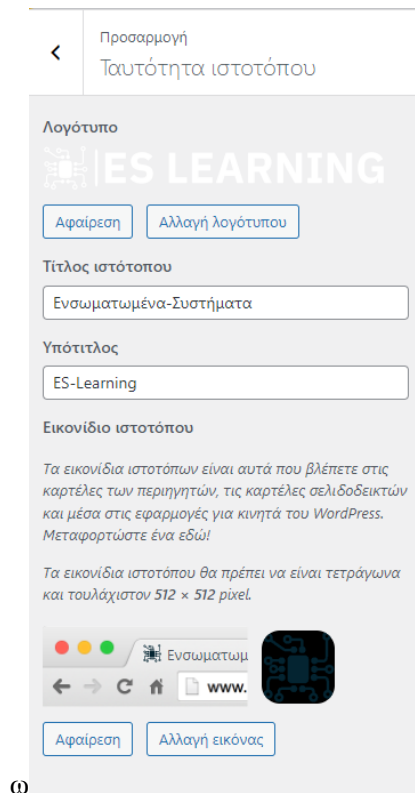 Προσαρμογή
Ταυτότητα ιστοτόπου
Λογότυπο
ES LEARNING
Αφαίρεση Αλλαγή λογότυπου
Τίτλος ιστότοπου
Ενσωματωμένα-Συστήματα
Υπότιτλος
ES-Learning
Εικονίδιο ιστοτόπου
Τα εικονίδια ιστοτόπων είναι αυτά που βλέπετε στις
καρτέλες των περιηγητών, τις καρτέλες σελιδοδεικτών
και μέσα στις εφαρμογές για κινητά του WordPress.
Μεταφορτώστε ένα εδώ!
Τα εικονίδια ιστοτόπου θα πρέπει να είναι τετράγωνα
και τουλάχιστον 512 × 512 pixel.
Ενσωματωμ
www.
Αφαίρεση Αλλαγή εικόνας
ω